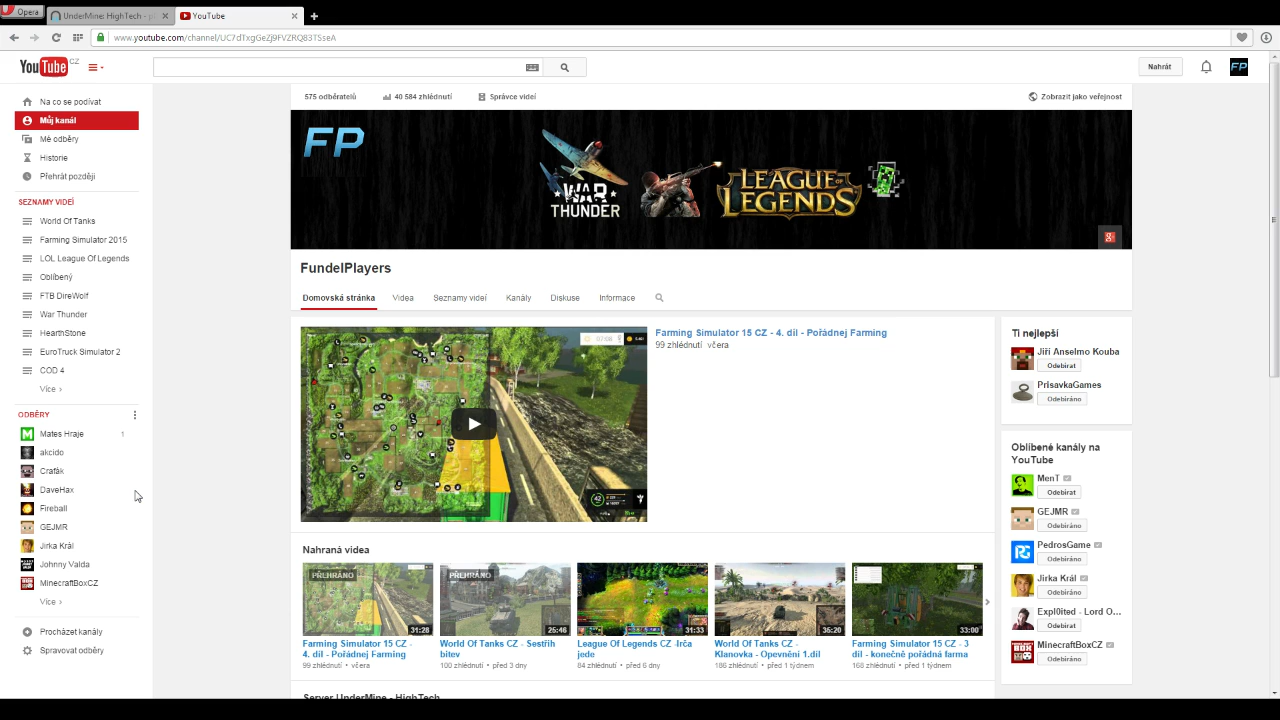 Opera
UnderMine: HighTech - p
YouTube
www.youtube.com/channel/UC7dTxgGeZj9FVZRQ83TSseA
YouTube CZ
Nahrát
FP
Na co se podívat
Můj kanál
Mé odběry
Historie
Přehrát později
SEZNAMY VIDEÍ
World Of Tanks
Farming Simulator 2015
LOL League Of Legends
Oblíbený
FTB DireWolf
War Thunder
HearthStone
EuroTruck Simulator 2
COD 4
Více ›
ODBĚRY
Mates Hraje 1
akcido
Crafák
DaveHax
Fireball
GEJMR
Jirka Král
Johnny Valda
MinecraftBoxCZ
Více ›
Procházet kanály
Spravovat odběry
575 odběratelů 40 584 zhlédnutí Správce videí Zobrazit jako veřejnost
FP
WAR THUNDER
LEAGUE OF LEGENDS
FundelPlayers
Domovská stránka Videa Seznamy videí Kanály Diskuse Informace
Farming Simulator 15 CZ - 4. díl - Pořádnej Farming
99 zhlédnutí včera
42
Nahraná videa
PŘEHRÁNO
31:28
Farming Simulator 15 CZ -
4. díl - Pořádnej Farming
99 zhlédnutí • včera
PŘEHRÁNO
25:46
World Of Tanks CZ - Sestřih
bitev
100 zhlédnutí • před 3 dny
31:33
League Of Legends CZ -Irča
jede
84 zhlédnutí • před 6 dny
35:20
World Of Tanks CZ -
Klanovka - Opevnění 1.díl
186 zhlédnutí • před 1 týdnem
33:00
Farming Simulator 15 CZ - 3
díl - konečně pořádná farma
168 zhlédnutí • před 1 týdnem
Server UnderMine - HighTech
Ti nejlepší
Jiří Anselmo Kouba
Odebírat
PrisavkaGames
Odebíráno
Oblíbené kanály na
YouTube
MenT
Odebírat
GEJMR
Odebíráno
PedrosGame
Odebíráno
Jirka Král
Odebíráno
Expl0ited - Lord O...
Odebírat
MinecraftBoxCZ
Odebíráno